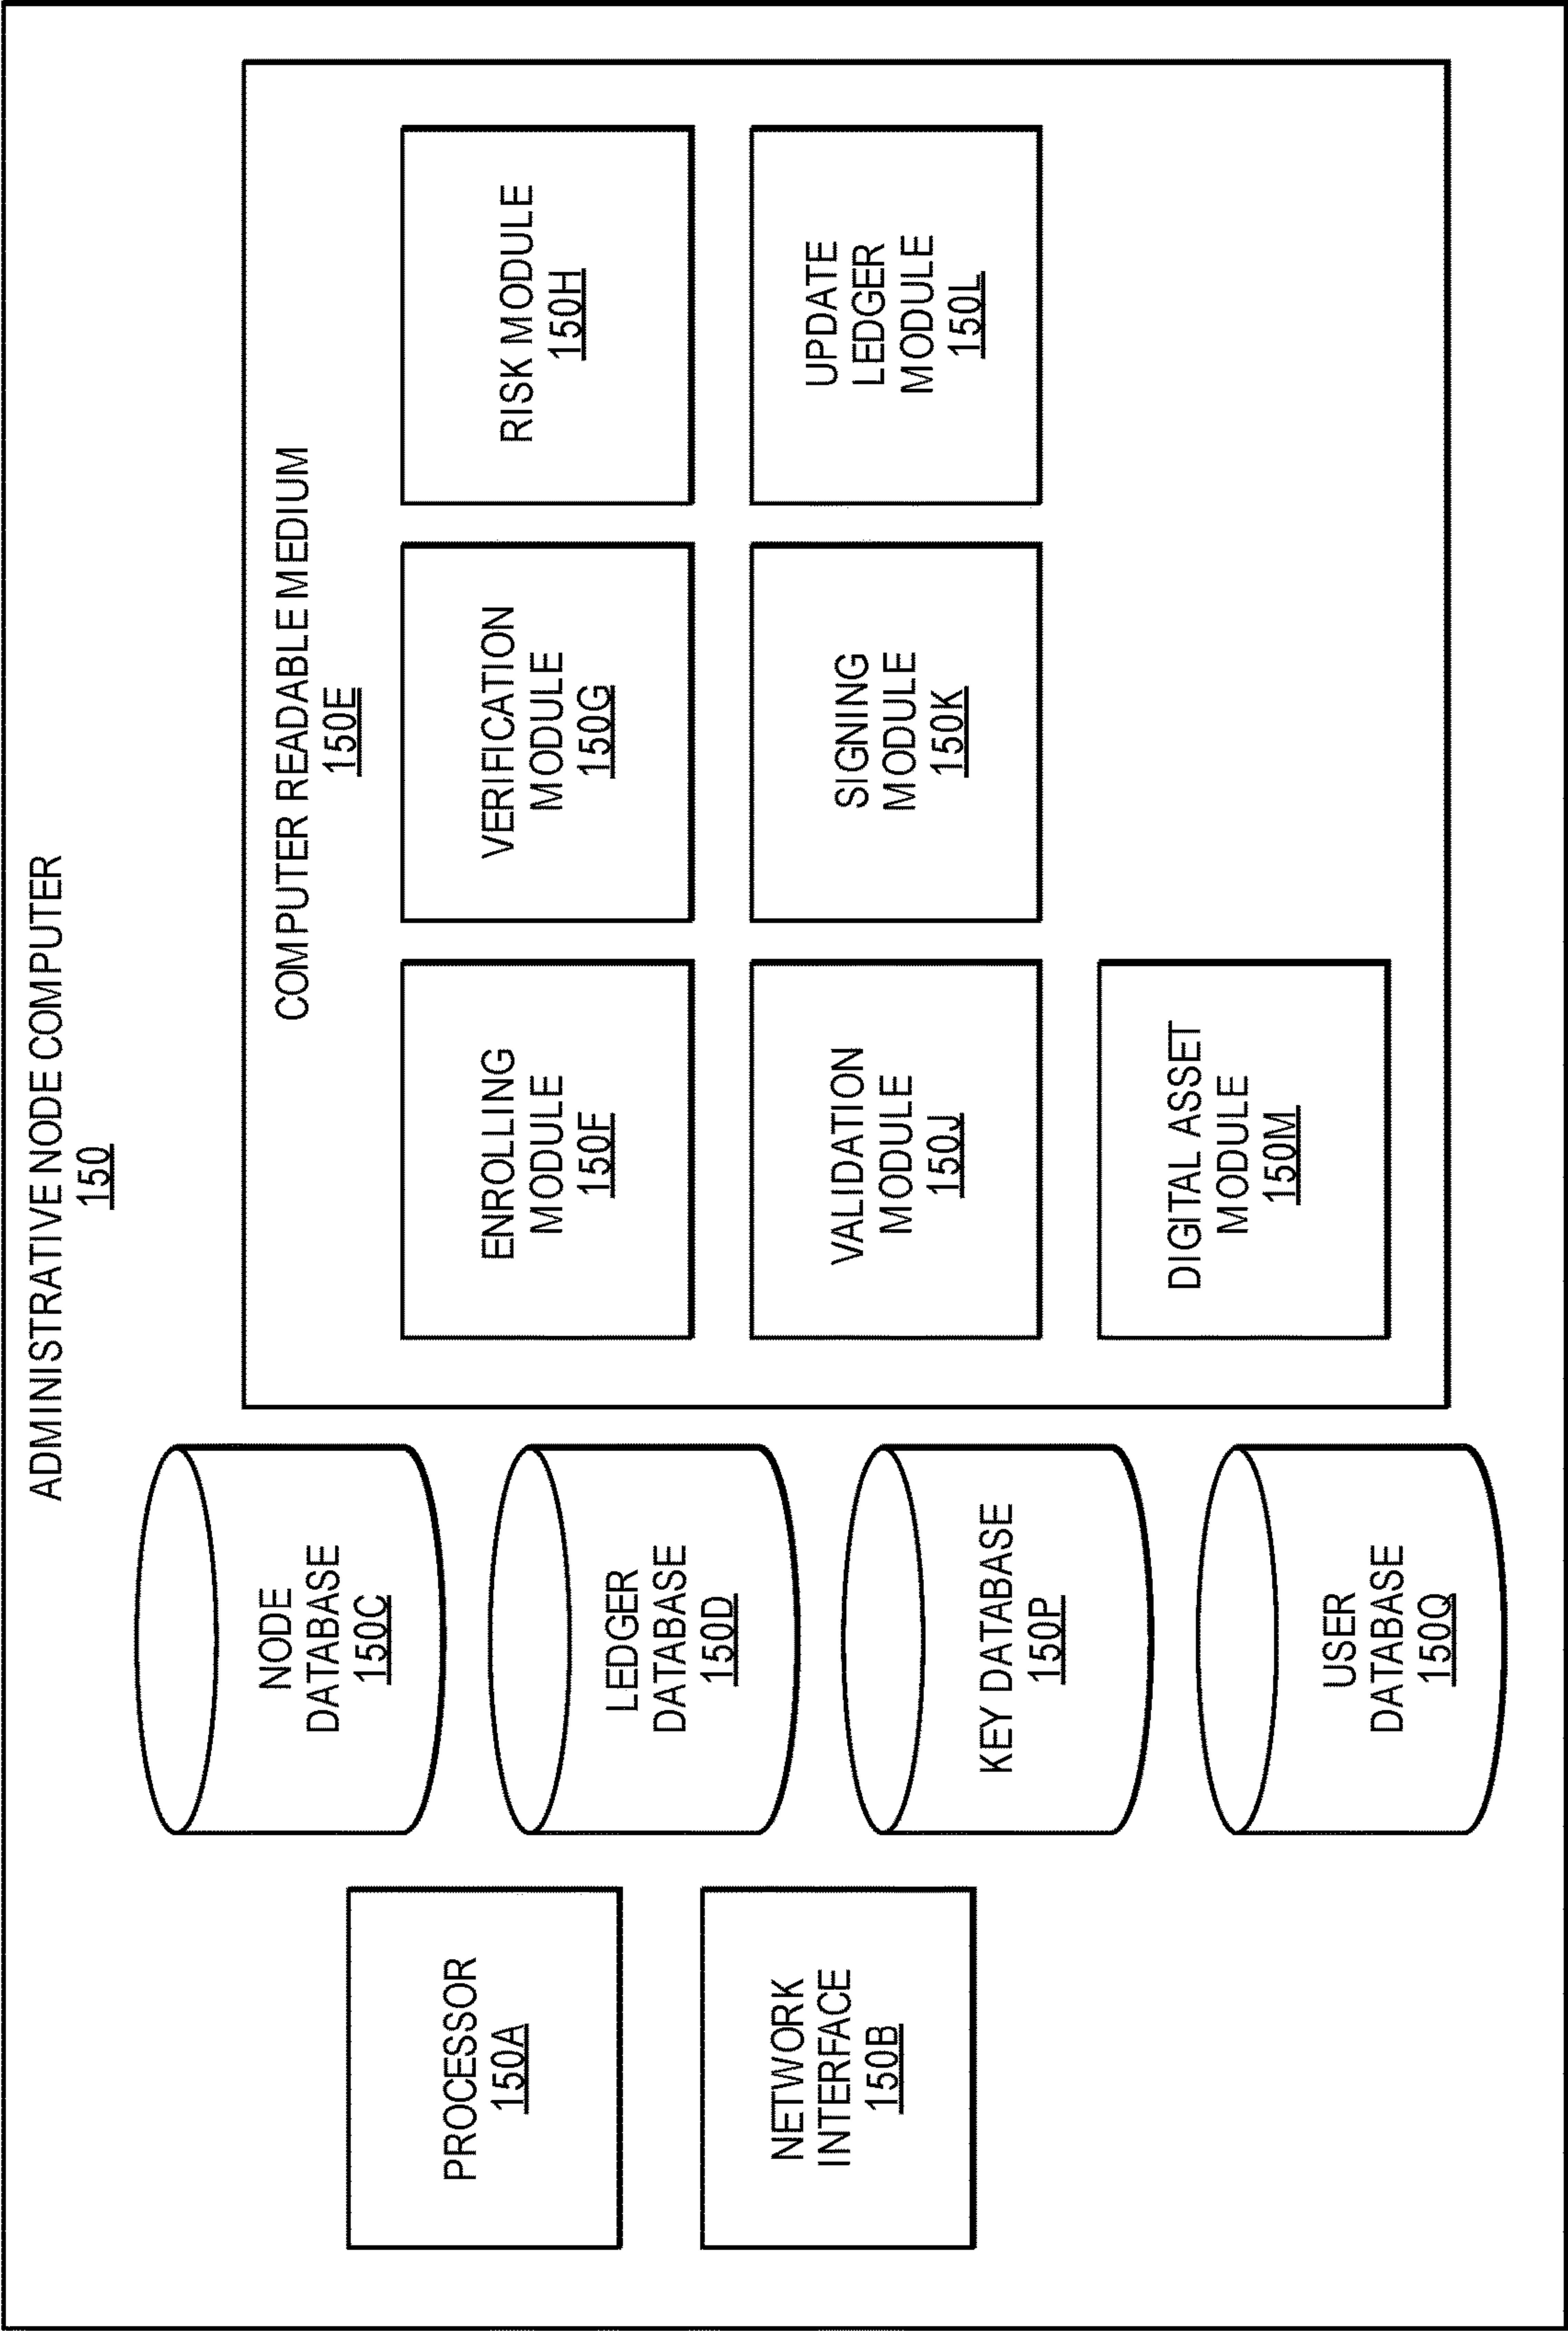 ADMINISTRATIVE NODE COMPUTER
150
PROCESSOR
150A
NETWORK
INTERFACE
150B
NODE
DATABASE
150C
LEDGER
DATABASE
150D
KEY DATABASE
150P
USER
DATABASE
150Q
COMPUTER READABLE MEDIUM
150E
ENROLLING
MODULE
150F
VERIFICATION
MODULE
150G
RISK MODULE
150H
VALIDATION
MODULE
150J
SIGNING
MODULE
150K
UPDATE
LEDGER
MODULE
150L
DIGITAL ASSET
MODULE
150M